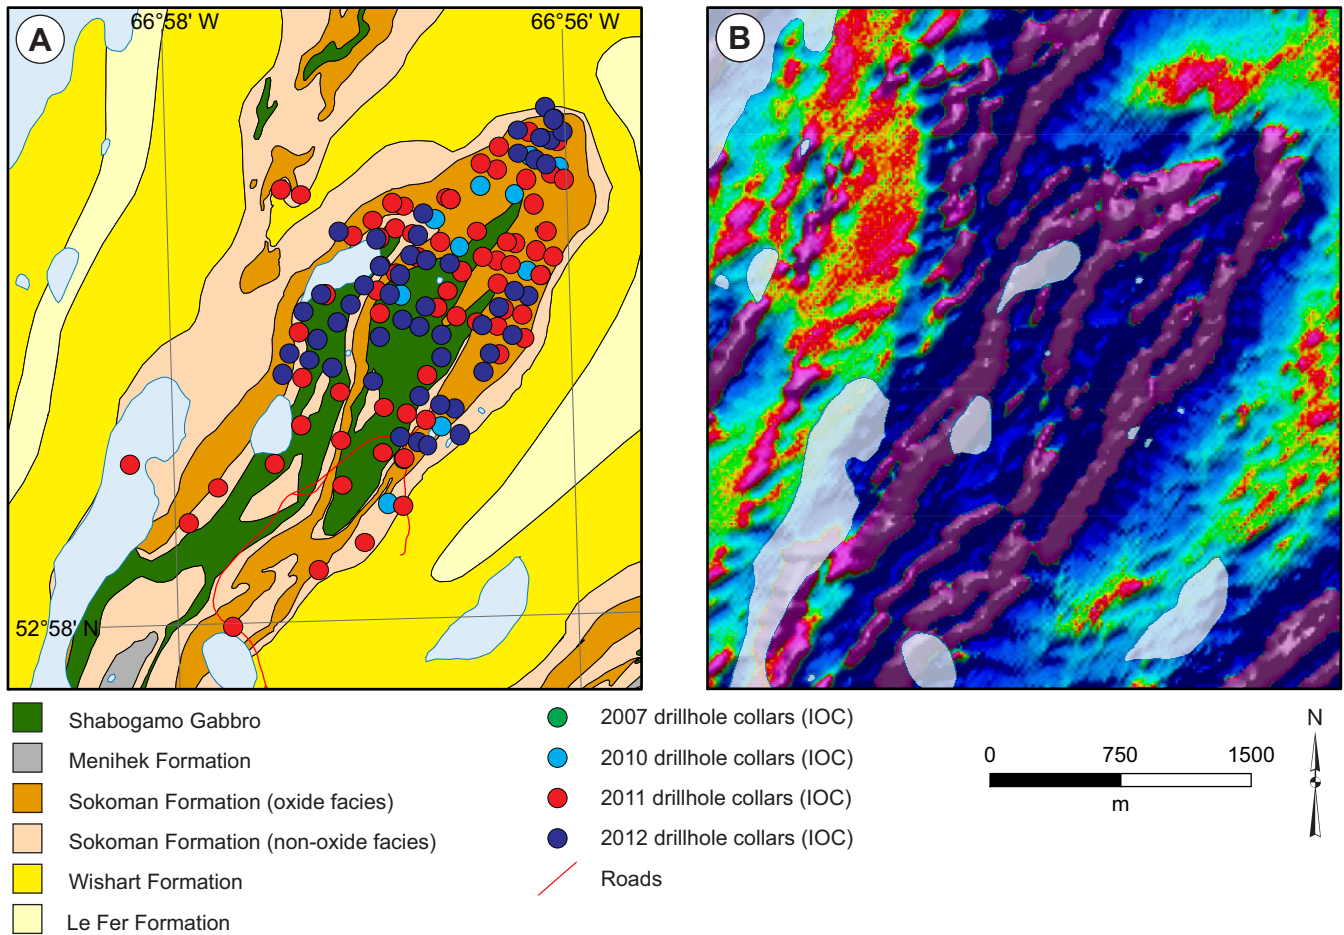 A
66°58' W
66°56' W
B
52°58' N
Shabogamo Gabbro
Menihek Formation
Sokoman Formation (oxide facies)
Sokoman Formation (non-oxide facies)
Wishart Formation
Le Fer Formation
2007 drillhole collars (IOC)
2010 drillhole collars (IOC)
2011 drillhole collars (IOC)
2012 drillhole collars (IOC)
Roads
0 750 1500
m
N